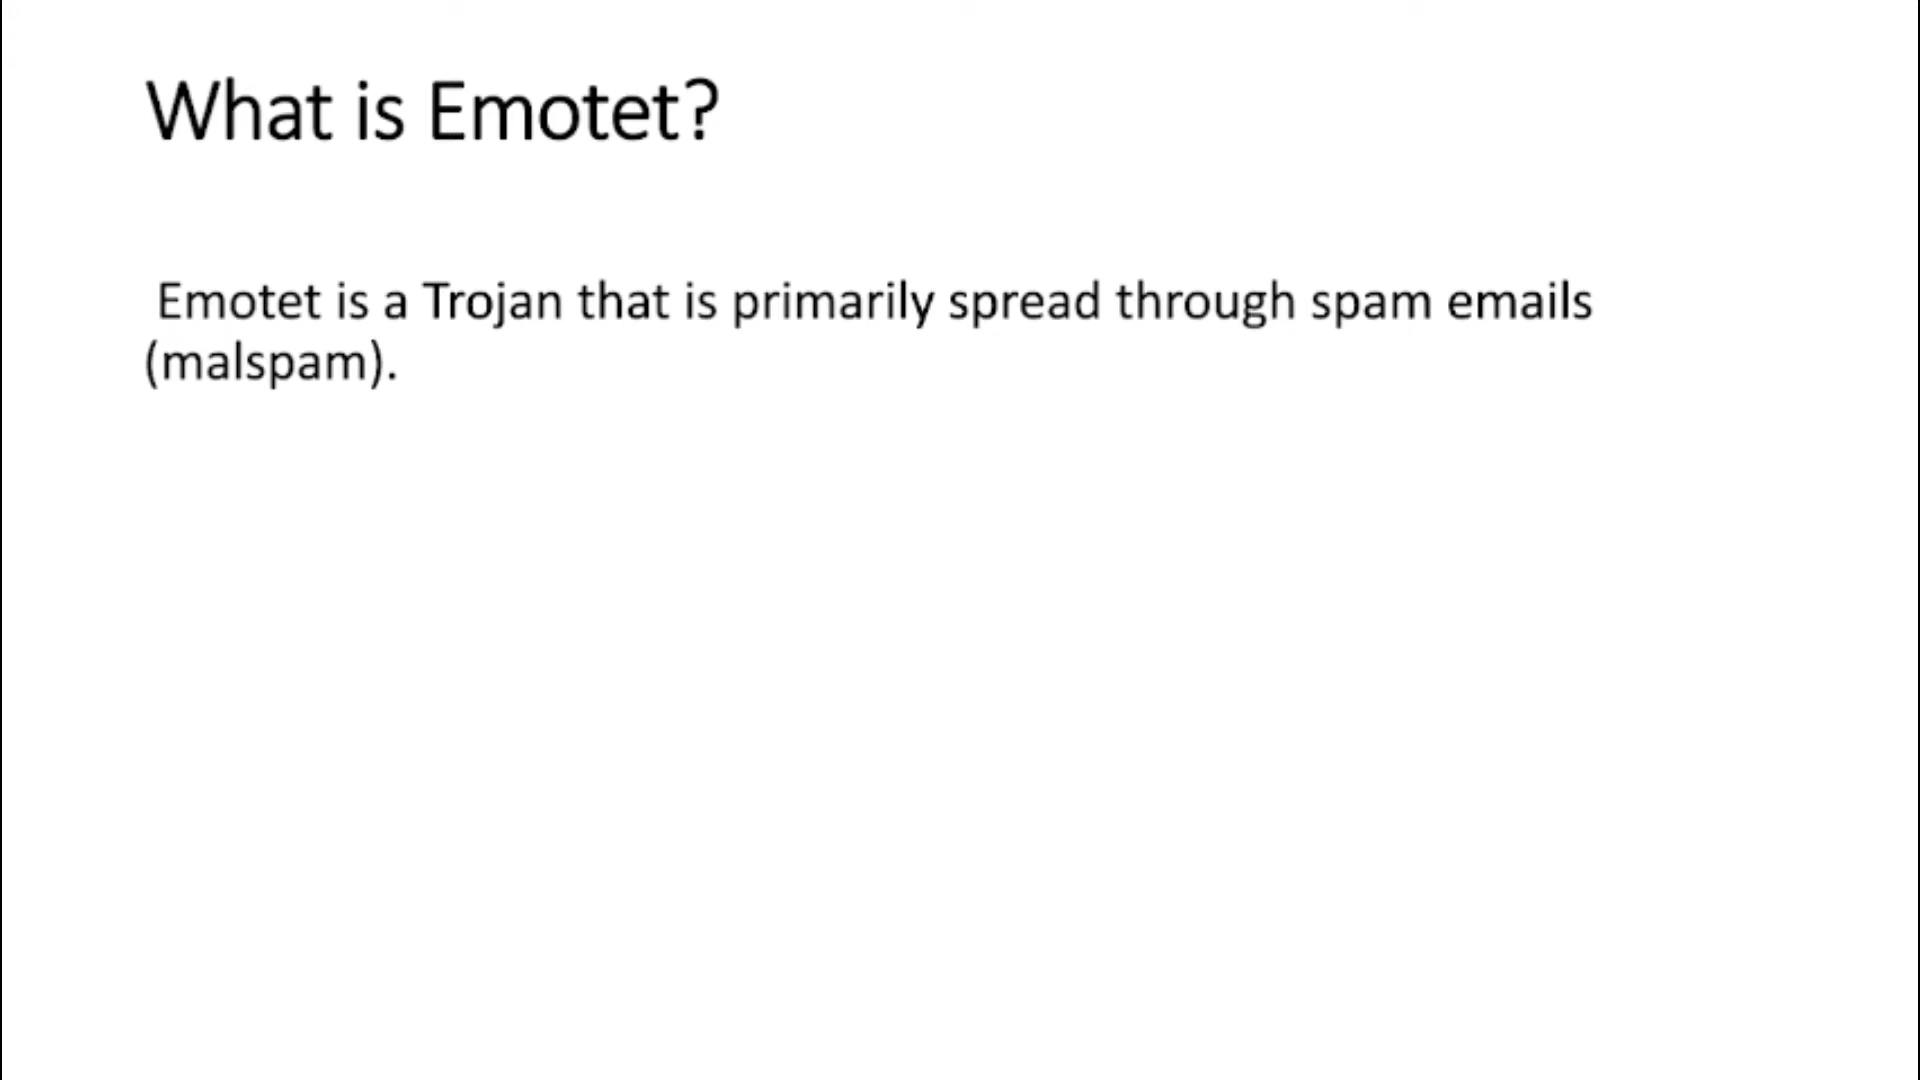 What is Emotet?
Emotet is a Trojan that is primarily spread through spam emails
(malspam).